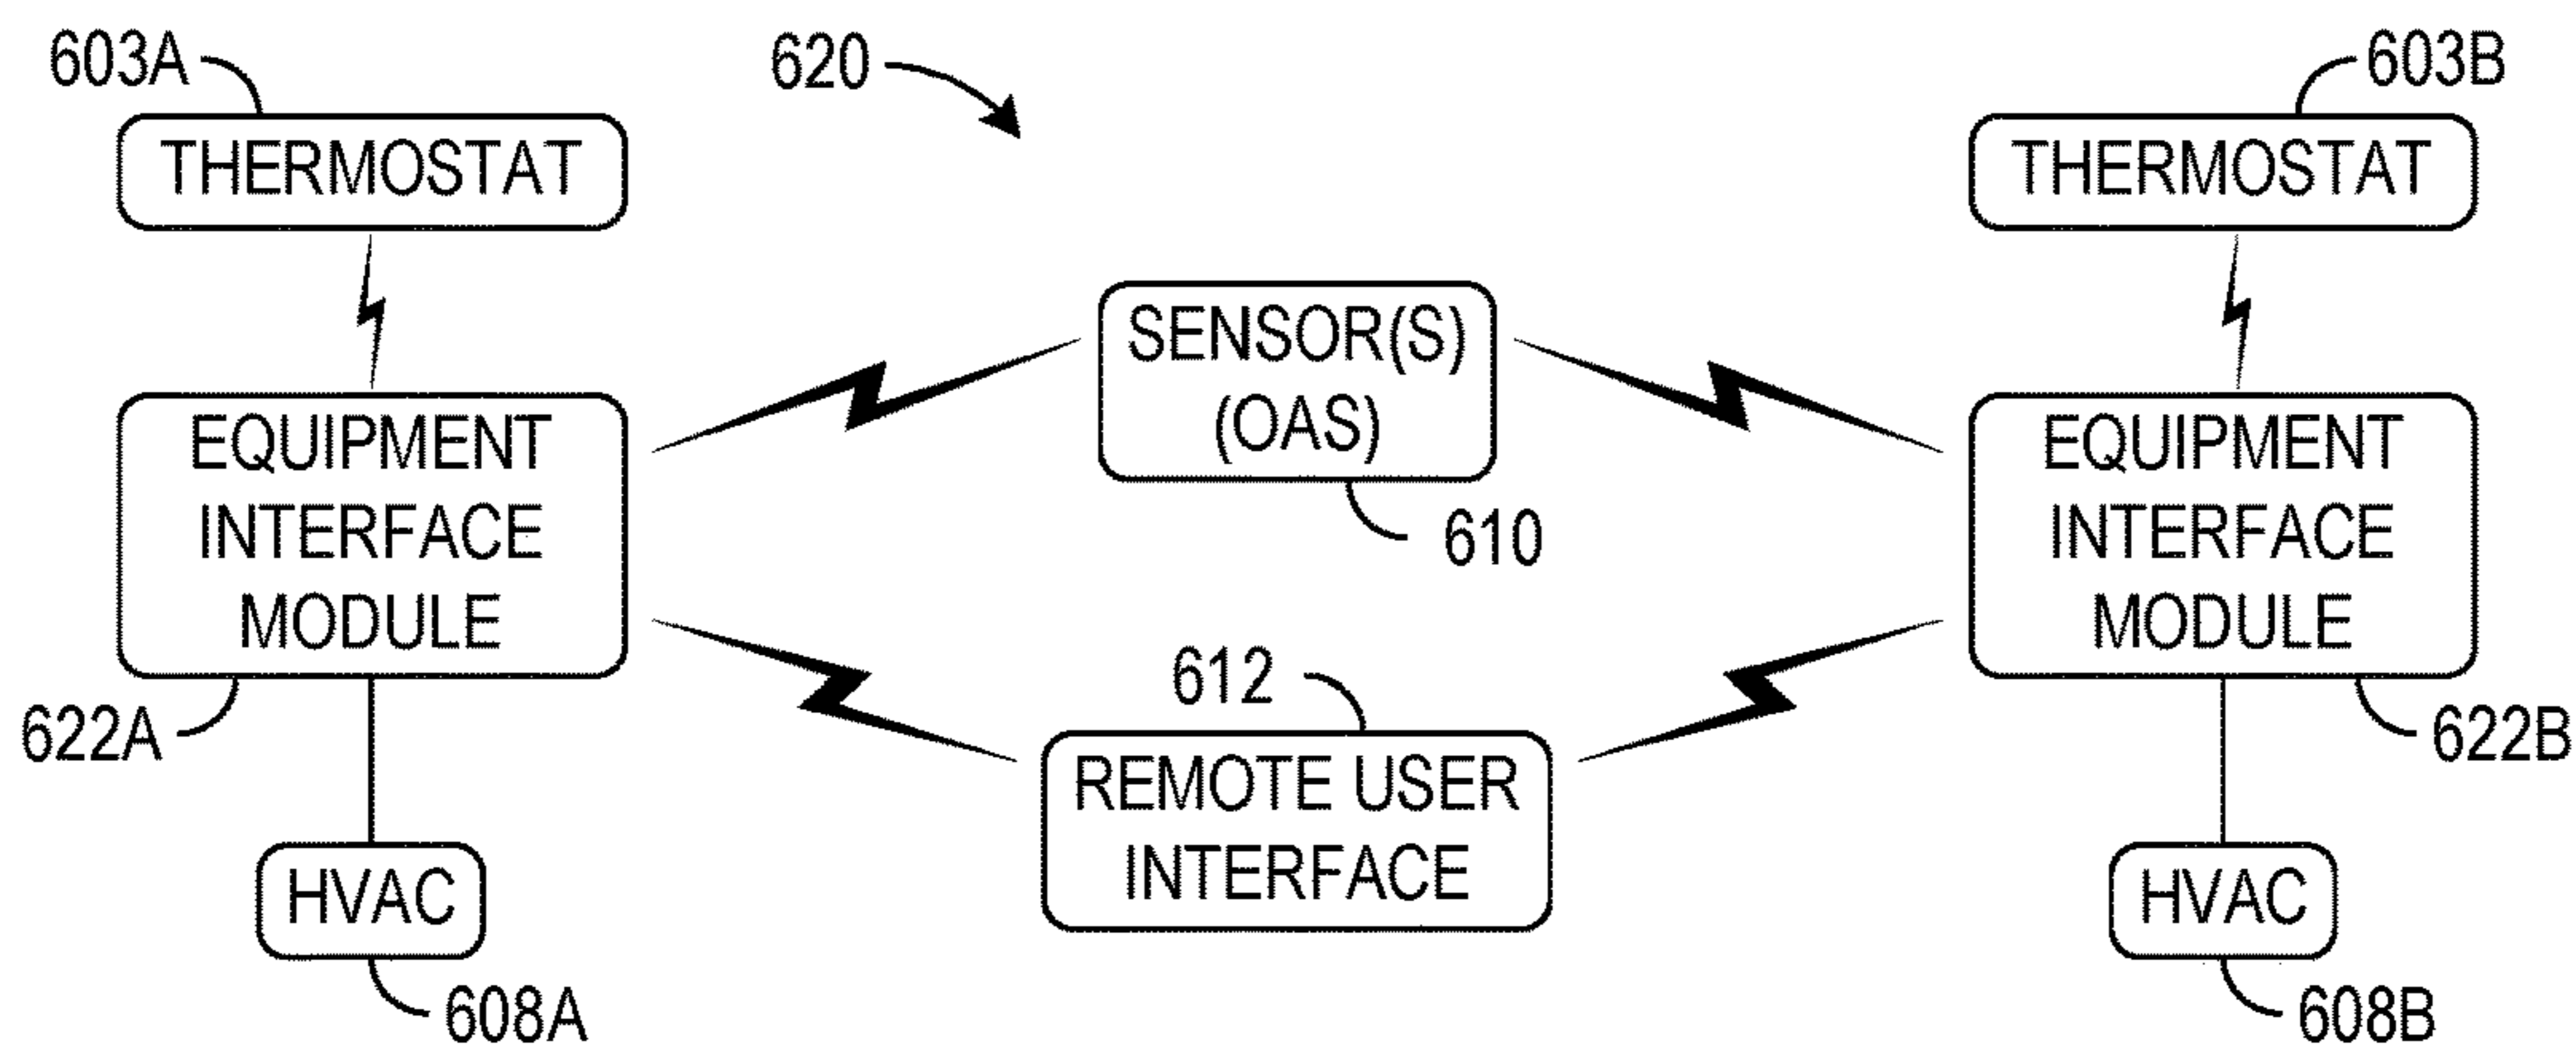 603A
620
603B
THERMOSTAT
THERMOSTAT
SENSOR(S)
(OAS)
610
EQUIPMENT
INTERFACE
MODULE
622A
EQUIPMENT
INTERFACE
MODULE
622B
612
REMOTE USER
INTERFACE
HVAC
608A
HVAC
608B